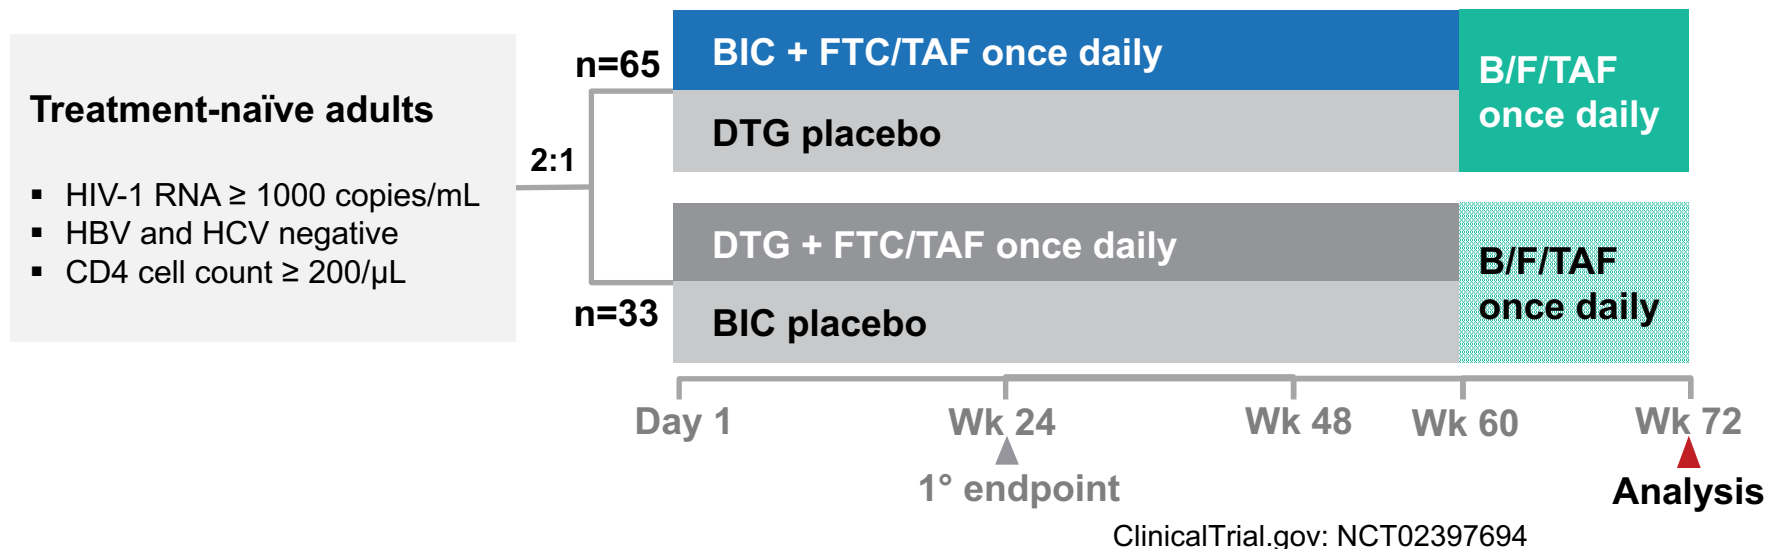 Treatment-naïve adults
▪ HIV-1 RNA ≥ 1000 copies/mL
▪ HBV and HCV negative
▪ CD4 cell count ≥ 200/µL
2:1
n=65
BIC + FTC/TAF once daily
DTG placebo
B/F/TAF
once daily
n=33
DTG + FTC/TAF once daily
BIC placebo
B/F/TAF
once daily
Day 1
Wk 24
Wk 48
Wk 60
Wk 72
1° endpoint
Analysis
ClinicalTrial.gov: NCT02397694